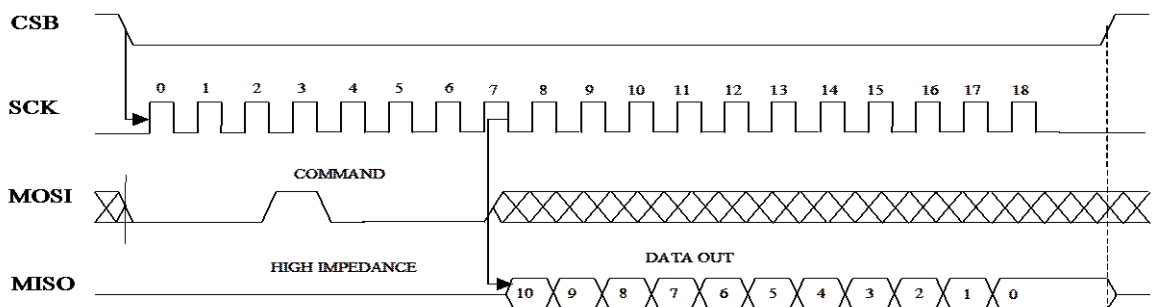 CSB
0 1 2 3 4 5 6 7 8 9 10 11 12 13 14 15 16 17 18
SCK
COMMAND
MOSI
HIGH IMPEDANCE DATA OUT
MISO
10 9 8 7 6 5 4 3 2 1 0